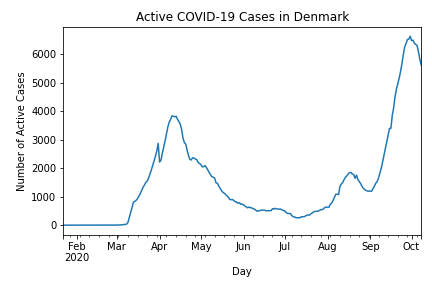 Active COVID-19 Cases in Denmark
Number of Active Cases
6000
5000
4000
3000
2000
1000
0
Feb Mar Apr May Jun Jul Aug Sep Oct
2020
Day